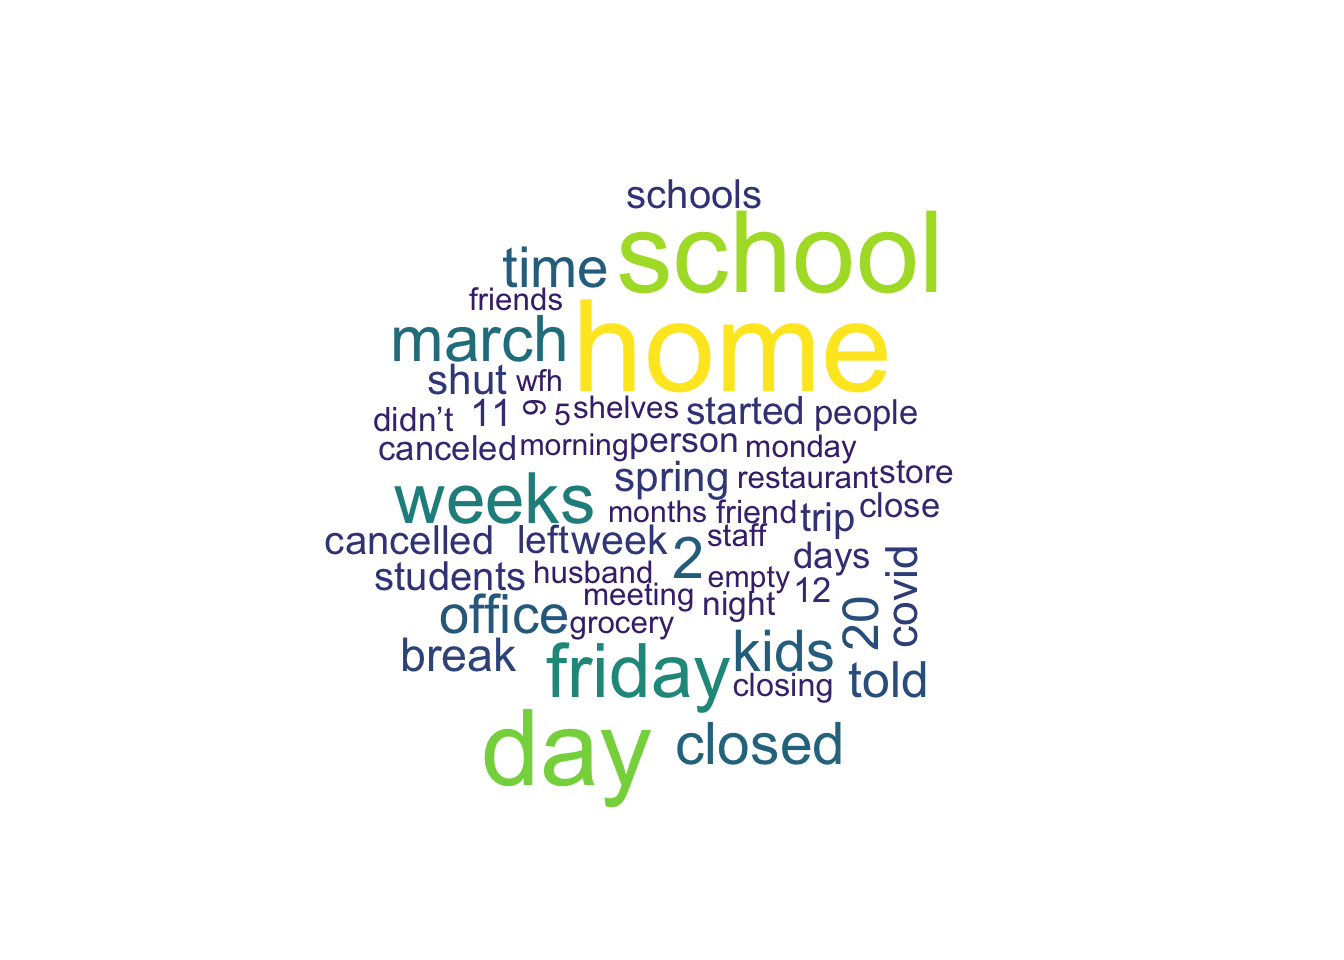 schools
school
time
friends
home
march
shut wfh
didn’t 11 9 5 shelves started people
canceled morning person monday
spring restaurant store
weeks months friend trip close
cancelled left week 2 staff days covid
students husband empty 12
meeting night 20
office grocery
break friday kids told
closing
day closed